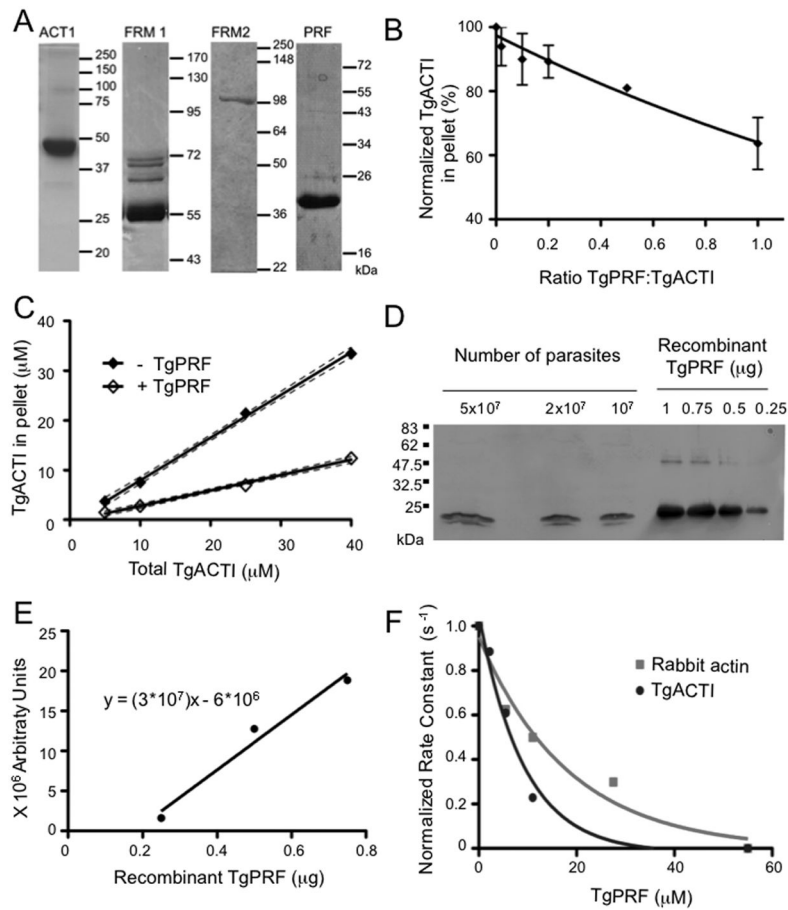 A
ACT1
FRM 1
FRM2
PRF
250
150
100
75
50
37
25
20
170
130
95
72
55
43
250
148
98
64
50
36
22
72
55
43
34
26
16
kDa
B
Normalized TgACTI
in pellet (%)
100
80
60
40
0
0.2
0.4
0.6
0.8
1.0
Ratio TgPRF:TgACTI
C
TgACTI in pellet (μM)
40
30
20
10
0
- TgPRF
+ TgPRF
0
10
20
30
40
Total TgACTI (μM)
D
Number of parasites
Recombinant
TgPRF (μg)
5x10⁷
2x10⁷
10⁷
1
0.75
0.5
0.25
83
62
47.5
32.5
25
kDa
E
X 10⁶ Arbitraty Units
25
20
15
10
5
0
y = (3*10⁷)x - 6*10⁶
0
0.2
0.4
0.6
0.8
Recombinant TgPRF (μg)
F
Normalized Rate Constant (s⁻¹)
1.0
0.8
0.6
0.4
0.2
0
Rabbit actin
TgACTI
0
20
40
60
TgPRF (μM)